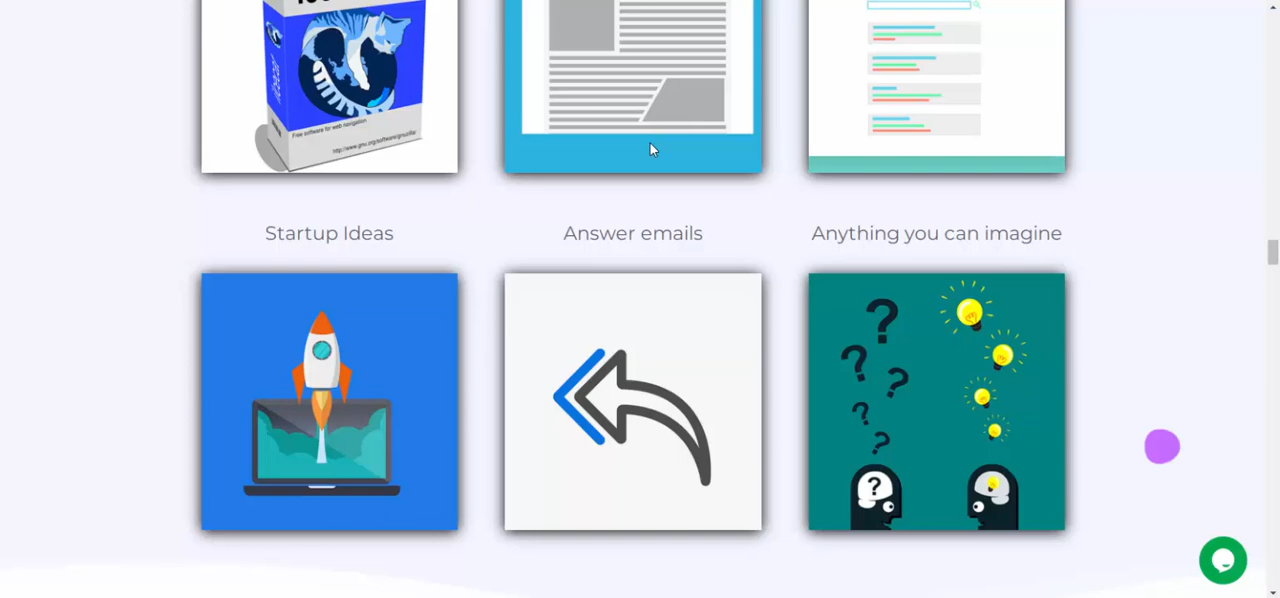 Free software for web navigation
http://www.gnu.org/software/gnuzilla/
Startup Ideas
Answer emails
Anything you can imagine
? ? ? ? ?
?